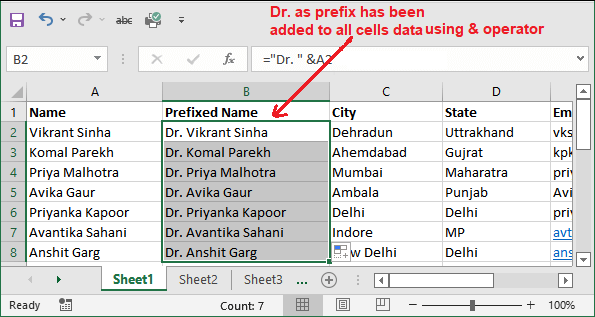 Dr. as prefix has been
added to all cells data using & operator
abc
B2 fx ="Dr. " &A2
A B C D
1 Name Prefixed Name City State Em
2 Vikrant Sinha Dr. Vikrant Sinha Dehradun Uttrakhand vks
3 Komal Parekh Dr. Komal Parekh Ahemdabad Gujrat kpk
4 Priya Malhotra Dr. Priya Malhotra Mumbai Maharatra priy
5 Avika Gaur Dr. Avika Gaur Ambala Punjab Avi
6 Priyanka Kapoor Dr. Priyanka Kapoor Delhi Delhi priy
7 Avantika Sahani Dr. Avantika Sahani Indore MP avt
8 Anshit Garg Dr. Anshit Garg w Delhi Delhi ans
Sheet1 Sheet2 Sheet3 ...
Ready Count: 7 100%